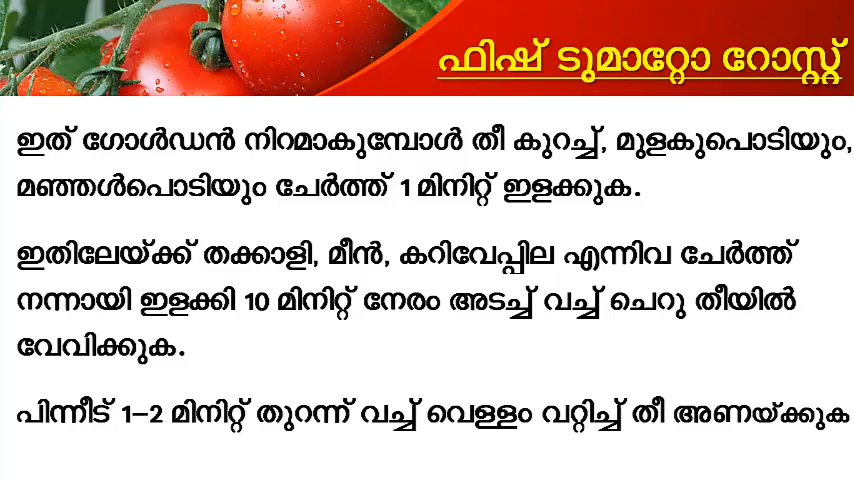 ഫിഷ് ടുമാറ്റോ റോസ്റ്റ്
ഇത് ഗോൾഡൻ നിറമാകുമ്പോൾ തീ കുറച്ച്, മുളകുപൊടിയും,
മഞ്ഞൾപൊടിയും ചേർത്ത് 1 മിനിറ്റ് ഇളക്കുക.
ഇതിലേയ്ക്ക് തക്കാളി, മീൻ, കറിവേപ്പില എന്നിവ ചേർത്ത്
നന്നായി ഇളക്കി 10 മിനിറ്റ് നേരം അടച്ച് വച്ച് ചെറു തീയിൽ
വേവിക്കുക.
പിന്നീട് 1–2 മിനിറ്റ് തുറന്ന് വച്ച് വെള്ളം വറ്റിച്ച് തീ അണയ്ക്കുക